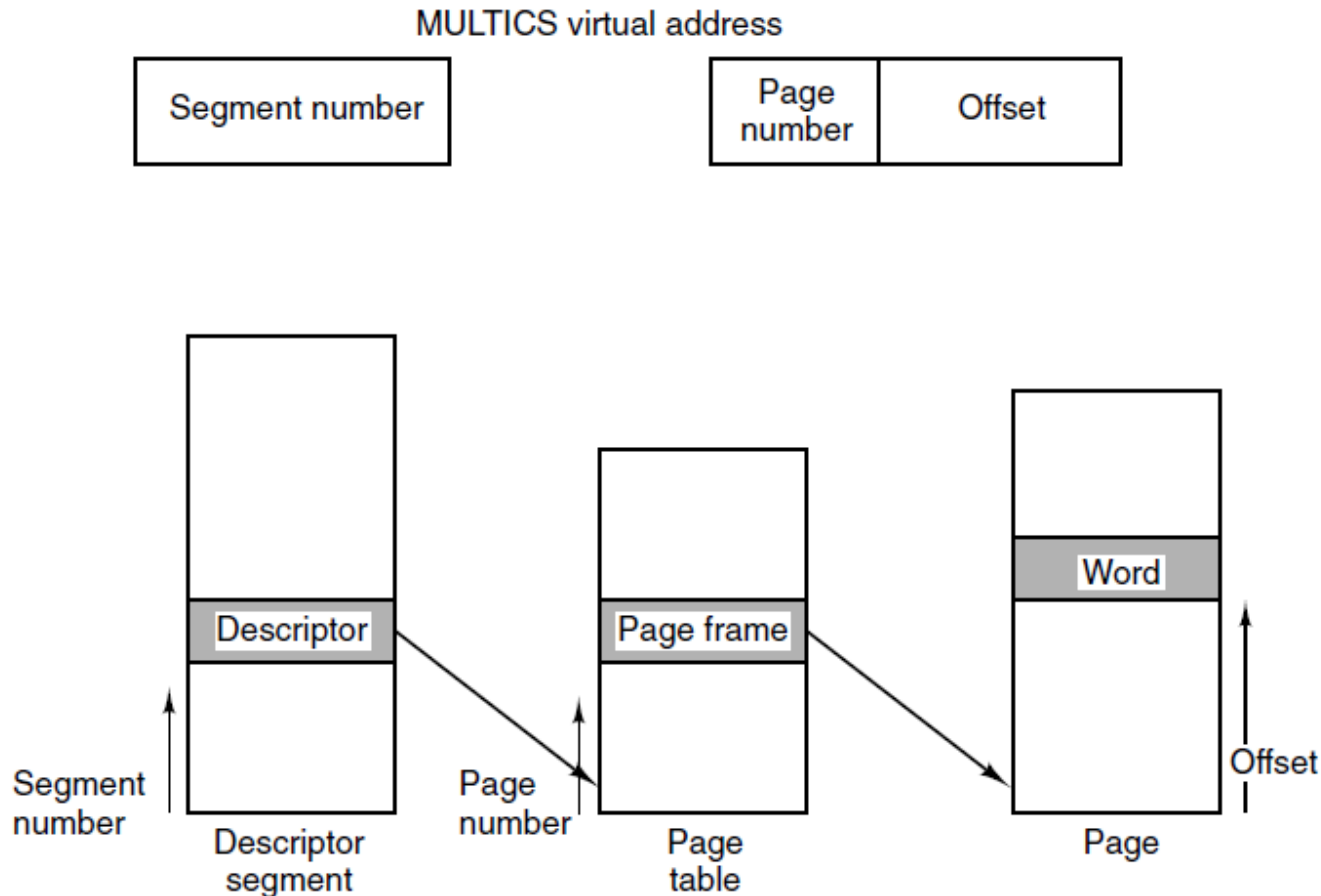 MULTICS virtual address
Segment number
Page
number
Offset
Descriptor
Page frame
Word
Segment
number
Page
number
Offset
Descriptor
segment
Page
table
Page